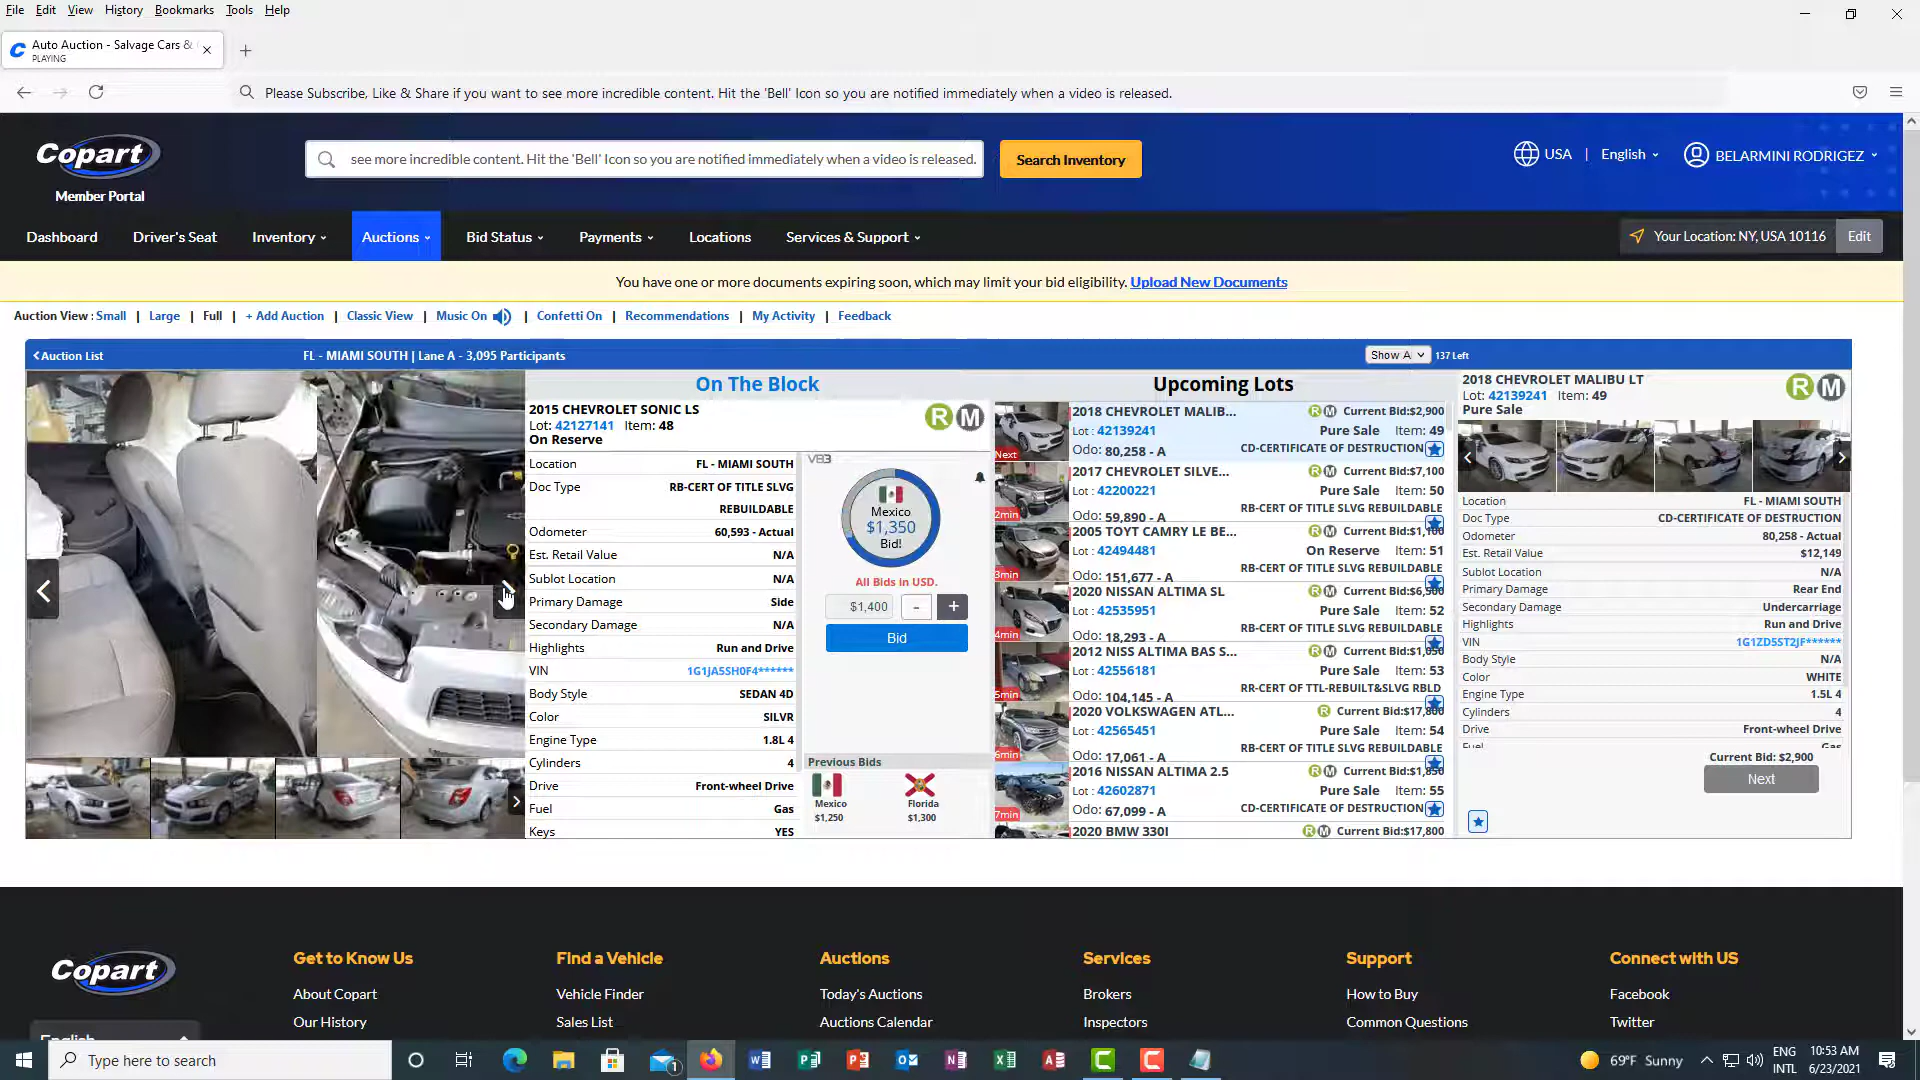 File Edit View History Bookmarks Tools Help
Auto Auction - Salvage Cars &
PLAYING
Please Subscribe, Like & Share if you want to see more incredible content. Hit the 'Bell' Icon so you are notified immediately when a video is released.
Copart
Member Portal
see more incredible content. Hit the 'Bell' Icon so you are notified immediately when a video is released.
Search Inventory
USA | English
BELARMINI RODRIGEZ
Dashboard Driver's Seat Inventory Auctions Bid Status Payments Locations Services & Support
Your Location: NY, USA 10116 Edit
You have one or more documents expiring soon, which may limit your bid eligibility. Upload New Documents
Auction View : Small | Large | Full | + Add Auction | Classic View | Music On | Confetti On | Recommendations | My Activity | Feedback
Auction List
FL - MIAMI SOUTH | Lane A - 3,095 Participants
Show A 137 Left
On The Block
2015 CHEVROLET SONIC LS
Lot: 42127141 Item: 48
On Reserve
R M
Location FL - MIAMI SOUTH
Doc Type RB-CERT OF TITLE SLVG
REBUILDABLE
Odometer 60,593 - Actual
Est. Retail Value N/A
Sublot Location N/A
Primary Damage Side
Secondary Damage N/A
Highlights Run and Drive
VIN 1G1JA5SH0F4******
Body Style SEDAN 4D
Color SILVR
Engine Type 1.8L 4
Cylinders 4
Drive Front-wheel Drive
Fuel Gas
Keys YES
VB3
Mexico
$1,350
Bid!
All Bids in USD.
$1,400 - +
Bid
Previous Bids
Mexico Florida
$1,250 $1,300
Upcoming Lots
2018 CHEVROLET MALIB... R M Current Bid:$2,900
Lot : 42139241 Pure Sale Item: 49
Next Odo: 80,258 - A CD-CERTIFICATE OF DESTRUCTION
2017 CHEVROLET SILVE... R M Current Bid:$7,100
Lot : 42200221 Pure Sale Item: 50
RB-CERT OF TITLE SLVG REBUILDABLE
2min Odo: 59,890 - A
2005 TOYT CAMRY LE BE... R M Current Bid:$1,100
Lot : 42494481 On Reserve Item: 51
RB-CERT OF TITLE SLVG REBUILDABLE
3min Odo: 151,677 - A
2020 NISSAN ALTIMA SL R M Current Bid:$6,500
Lot : 42535951 Pure Sale Item: 52
RB-CERT OF TITLE SLVG REBUILDABLE
4min Odo: 18,293 - A
2012 NISS ALTIMA BAS S... R M Current Bid:$1,050
Lot : 42556181 Pure Sale Item: 53
RR-CERT OF TTL-REBUILT&SLVG RBLD
5min Odo: 104,145 - A
2020 VOLKSWAGEN ATL... R Current Bid:$17,800
Lot : 42565451 Pure Sale Item: 54
RB-CERT OF TITLE SLVG REBUILDABLE
6min Odo: 17,061 - A
2016 NISSAN ALTIMA 2.5 R M Current Bid:$1,850
Lot : 42602871 Pure Sale Item: 55
7min Odo: 67,099 - A CD-CERTIFICATE OF DESTRUCTION
2020 BMW 330I R M Current Bid:$17,800
2018 CHEVROLET MALIBU LT
Lot: 42139241 Item: 49
Pure Sale
R M
Location FL - MIAMI SOUTH
Doc Type CD-CERTIFICATE OF DESTRUCTION
Odometer 80,258 - Actual
Est. Retail Value $12,149
Sublot Location N/A
Primary Damage Rear End
Secondary Damage Undercarriage
Highlights Run and Drive
VIN 1G1ZD5ST2JF******
Body Style N/A
Color WHITE
Engine Type 1.5L 4
Cylinders 4
Drive Front-wheel Drive
Fuel Gas
Current Bid: $2,900
Next
Copart
English
Get to Know Us
About Copart
Our History
Find a Vehicle
Vehicle Finder
Sales List
Auctions
Today's Auctions
Auctions Calendar
Services
Brokers
Inspectors
Support
How to Buy
Common Questions
Connect with US
Facebook
Twitter
Type here to search
69°F Sunny
ENG
INTL
10:53 AM
6/23/2021